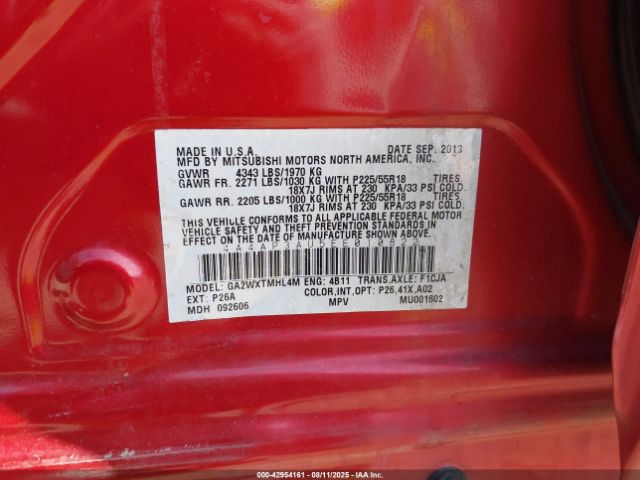 MADE IN U.S.A. DATE SEP. 2013
MFD BY MITSUBISHI MOTORS NORTH AMERICA, INC.
GVWR 4343 LBS/1970 KG
GAWR FR. 2271 LBS/1030 KG WITH P225/55R18 TIRES,
18X7J RIMS AT 230 KPA/33 PSI COLD.
GAWR RR. 2205 LBS/1000 KG WITH P225/55R18 TIRES,
18X7J RIMS AT 230 KPA/33 PSI COLD.
THIS VEHICLE CONFORMS TO ALL APPLICABLE FEDERAL MOTOR
VEHICLE SAFETY STANDARDS IN
EFFECT ON THE DATE OF MANUFACTURE SHOWN ABOVE.
MODEL: GA2WXTMHL4M ENG: 4B11 TRANS,AXLE: F1CJA
EXT: P26A COLOR,INT,OPT: P26,41X,A02
MDH 092606 MPV MU001602
000-42954161 - 08/11/2025 - IAAI.COM